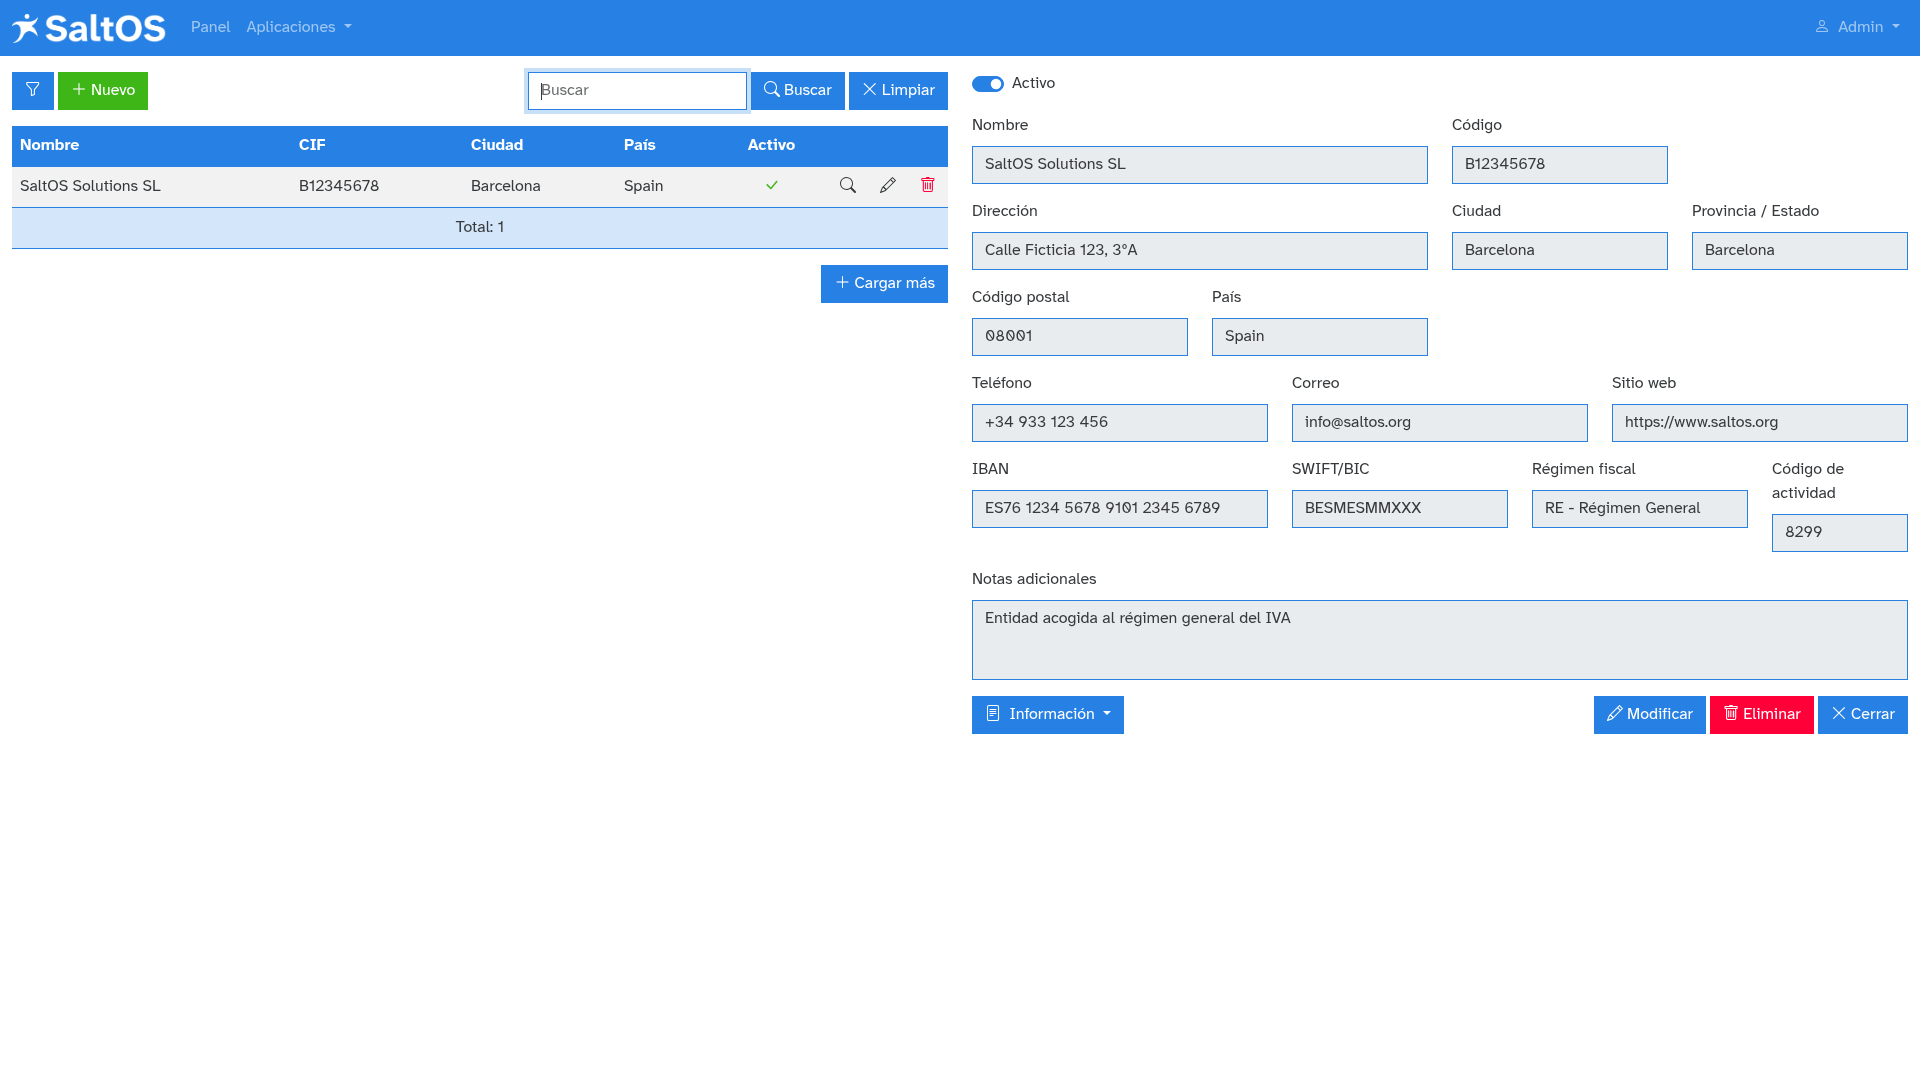 SaltOS Panel Aplicaciones Admin
Nuevo Buscar Buscar Limpiar
Nombre CIF Ciudad País Activo
SaltOS Solutions SL B12345678 Barcelona Spain
Total: 1
Cargar más
Activo
Nombre Código
SaltOS Solutions SL B12345678
Dirección Ciudad Provincia / Estado
Calle Ficticia 123, 3ºA Barcelona Barcelona
Código postal País
08001 Spain
Teléfono Correo Sitio web
+34 933 123 456 info@saltos.org https://www.saltos.org
IBAN SWIFT/BIC Régimen fiscal Código de
actividad
ES76 1234 5678 9101 2345 6789 BESMESMMXXX RE - Régimen General
8299
Notas adicionales
Entidad acogida al régimen general del IVA
Información Modificar Eliminar Cerrar